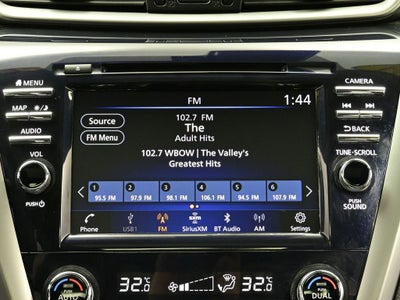 MENU
FM
CAMERA
1:44
MAP
Source
102.7 FM
The
Adult Hits
AUDIO
FM Menu
BACK
VOL
102.7 WBOW | The Valley's
Greatest Hits
TUNE-SCROLL
1 2 3 4 5 6
95.5 FM 97.9 FM 98.1 FM 106.1 FM 94.5 FM 107.9 FM
PUSH
PUSH
SOUND
Phone USB1 FM SiriusXM BT Audio AM Settings
AUTO
32°C
32°C
DUAL